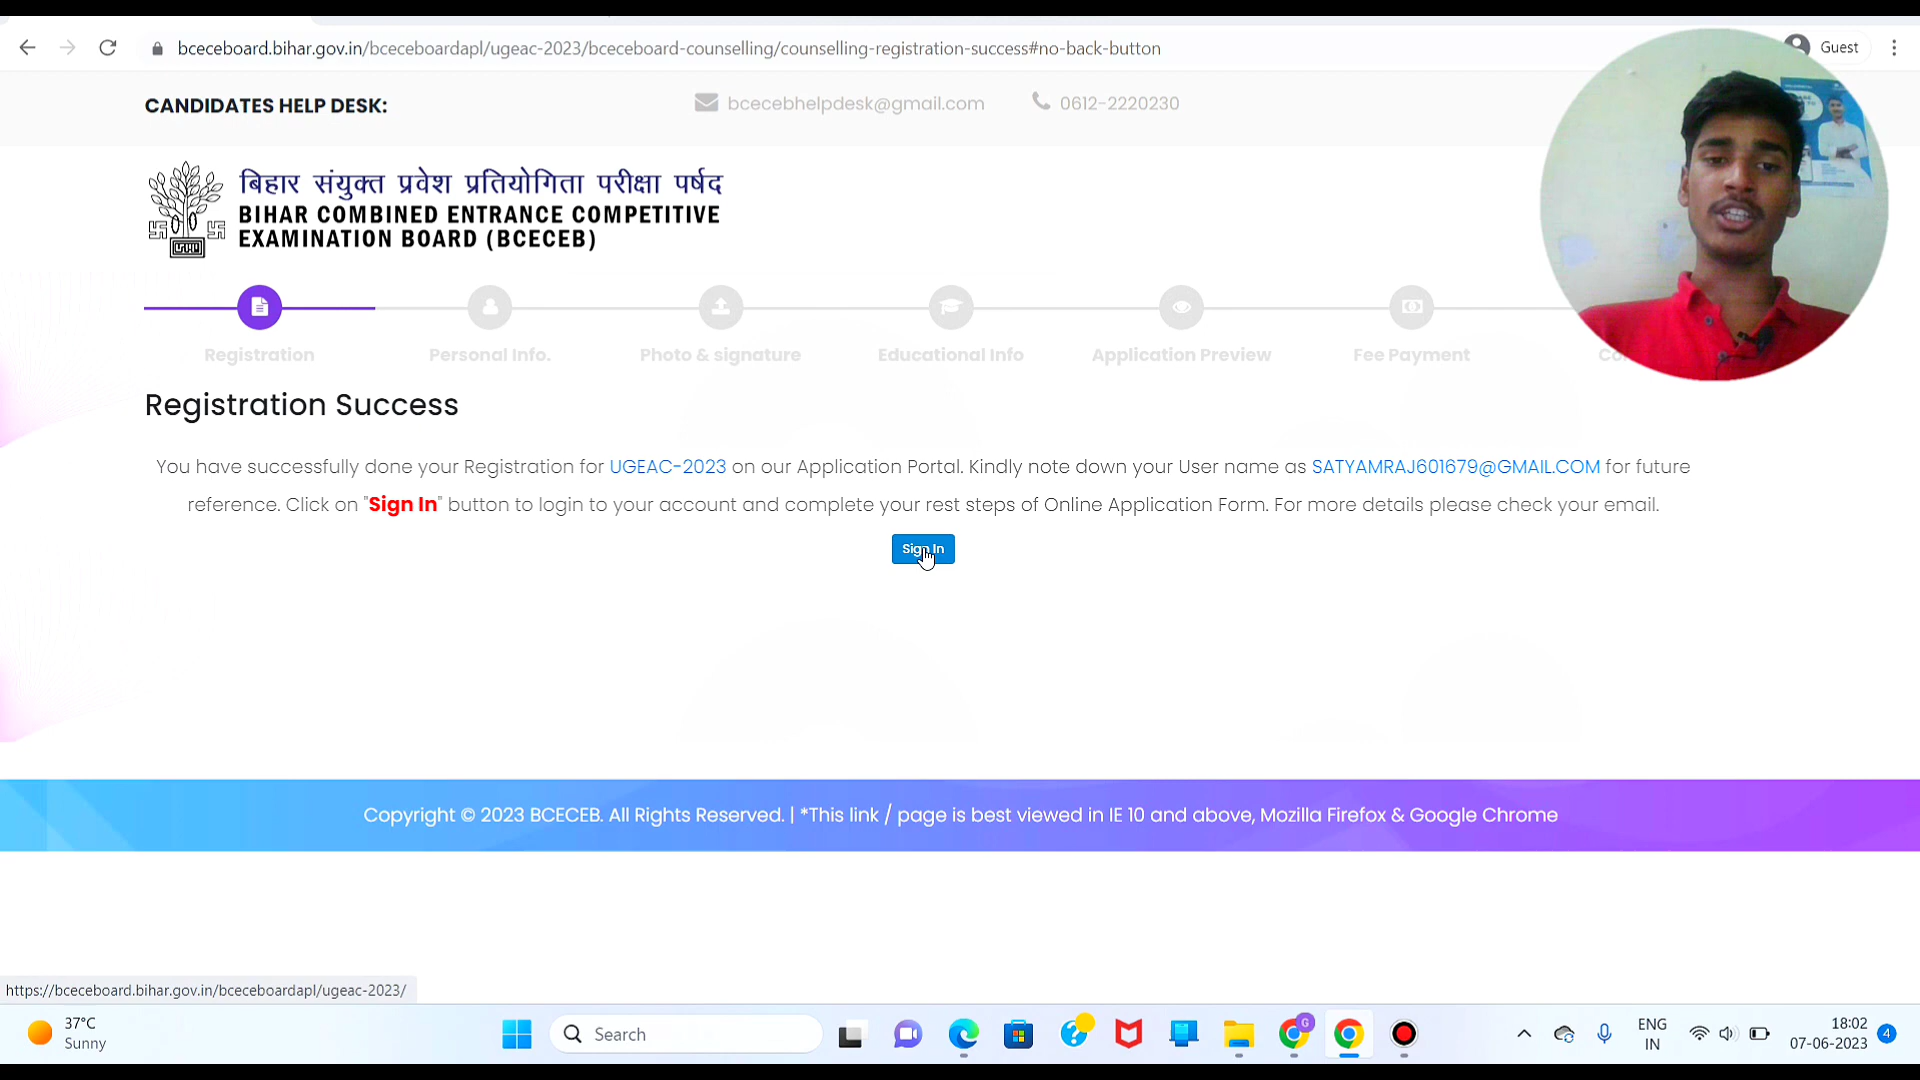 bceceboard.bihar.gov.in/bceceboardapl/ugeac-2023/bceceboard-counselling/counselling-registration-success#no-back-button
Guest
CANDIDATES HELP DESK:
bcecebhelpdesk@gmail.com
0612-2220230
बिहार संयुक्त प्रवेश प्रतियोगिता परीक्षा पर्षद
BIHAR COMBINED ENTRANCE COMPETITIVE
EXAMINATION BOARD (BCECEB)
Registration
Personal Info.
Photo & signature
Educational Info
Application Preview
Fee Payment
Registration Success
You have successfully done your Registration for UGEAC-2023 on our Application Portal. Kindly note down your User name as SATYAMRAJ601679@GMAIL.COM for future
reference. Click on "Sign In" button to login to your account and complete your rest steps of Online Application Form. For more details please check your email.
Sign In
Copyright © 2023 BCECEB. All Rights Reserved. | *This link / page is best viewed in IE 10 and above, Mozilla Firefox & Google Chrome
https://bceceboard.bihar.gov.in/bceceboardapl/ugeac-2023/
37°C
Sunny
Search
G
ENG
IN
18:02
07-06-2023
4